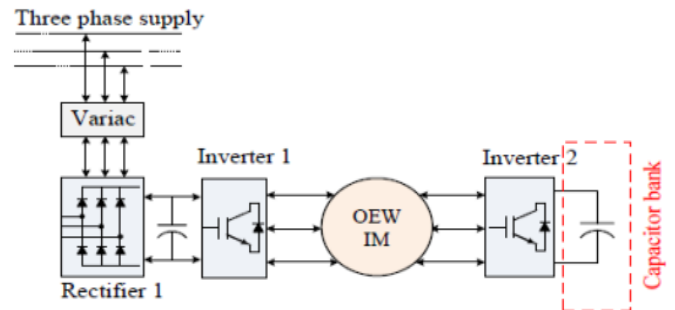 Three phase supply
Variac
Inverter 1
Inverter 2
OEW
IM
Capacitor bank
Rectifier 1